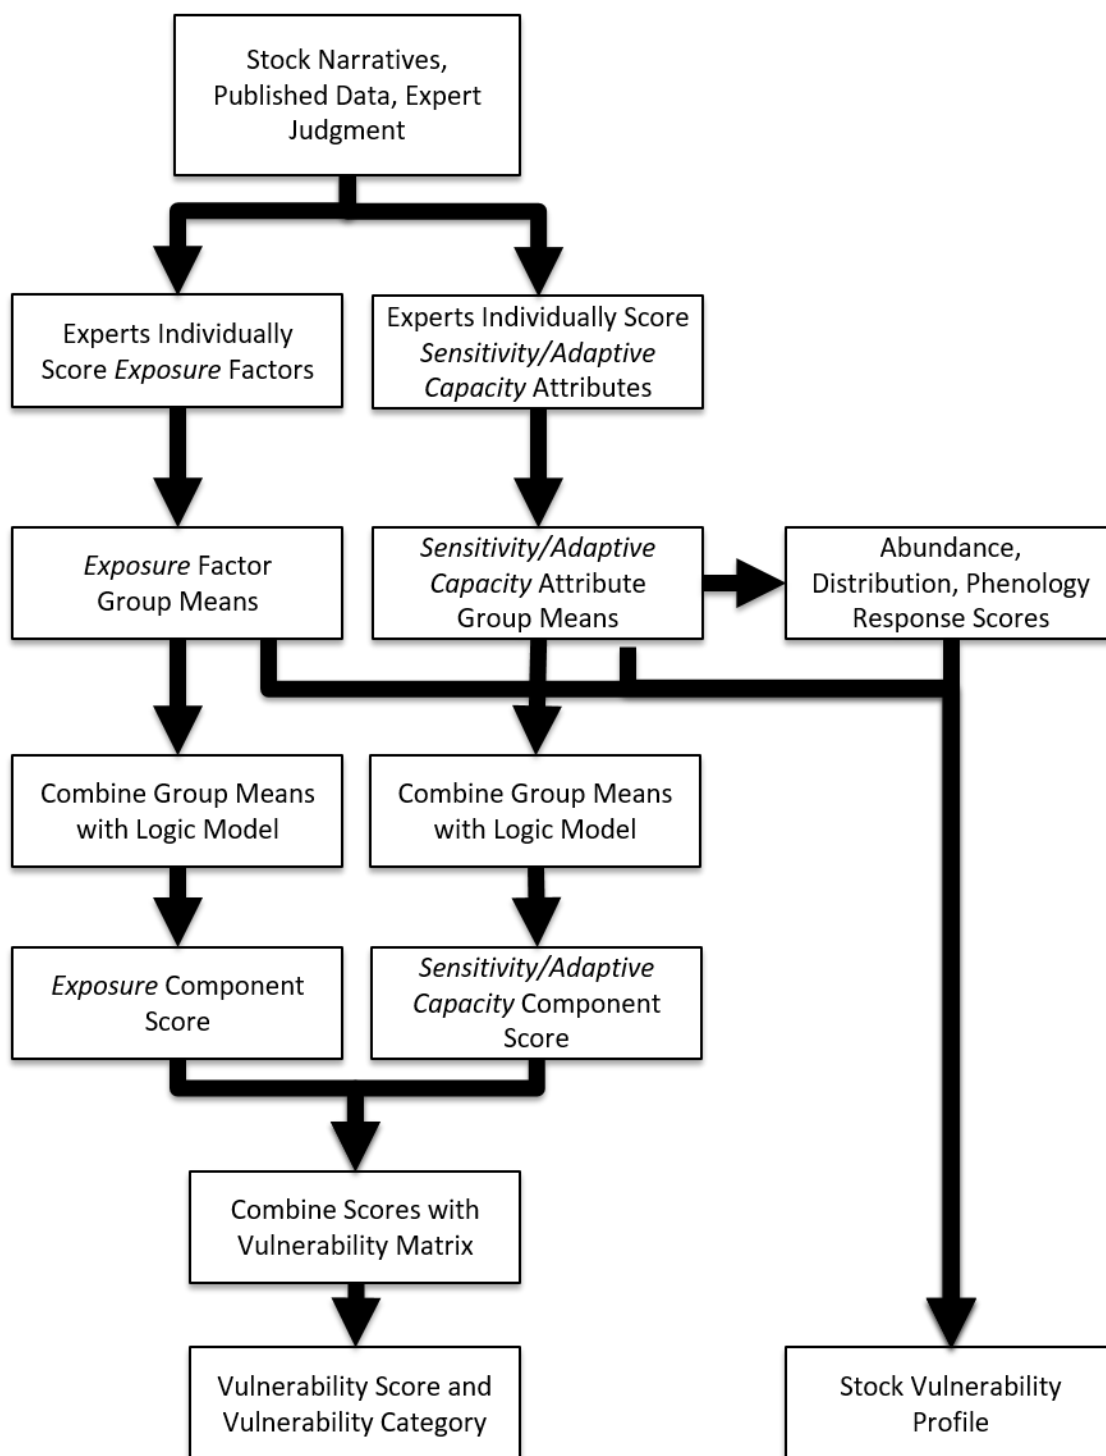 Stock Narratives,
Published Data, Expert
Judgment
Experts Individually
Score Exposure Factors
Experts Individually Score
Sensitivity/Adaptive
Capacity Attributes
Exposure Factor
Group Means
Sensitivity/Adaptive
Capacity Attribute
Group Means
Abundance,
Distribution, Phenology
Response Scores
Combine Group Means
with Logic Model
Combine Group Means
with Logic Model
Exposure Component
Score
Sensitivity/Adaptive
Capacity Component
Score
Combine Scores with
Vulnerability Matrix
Vulnerability Score and
Vulnerability Category
Stock Vulnerability
Profile